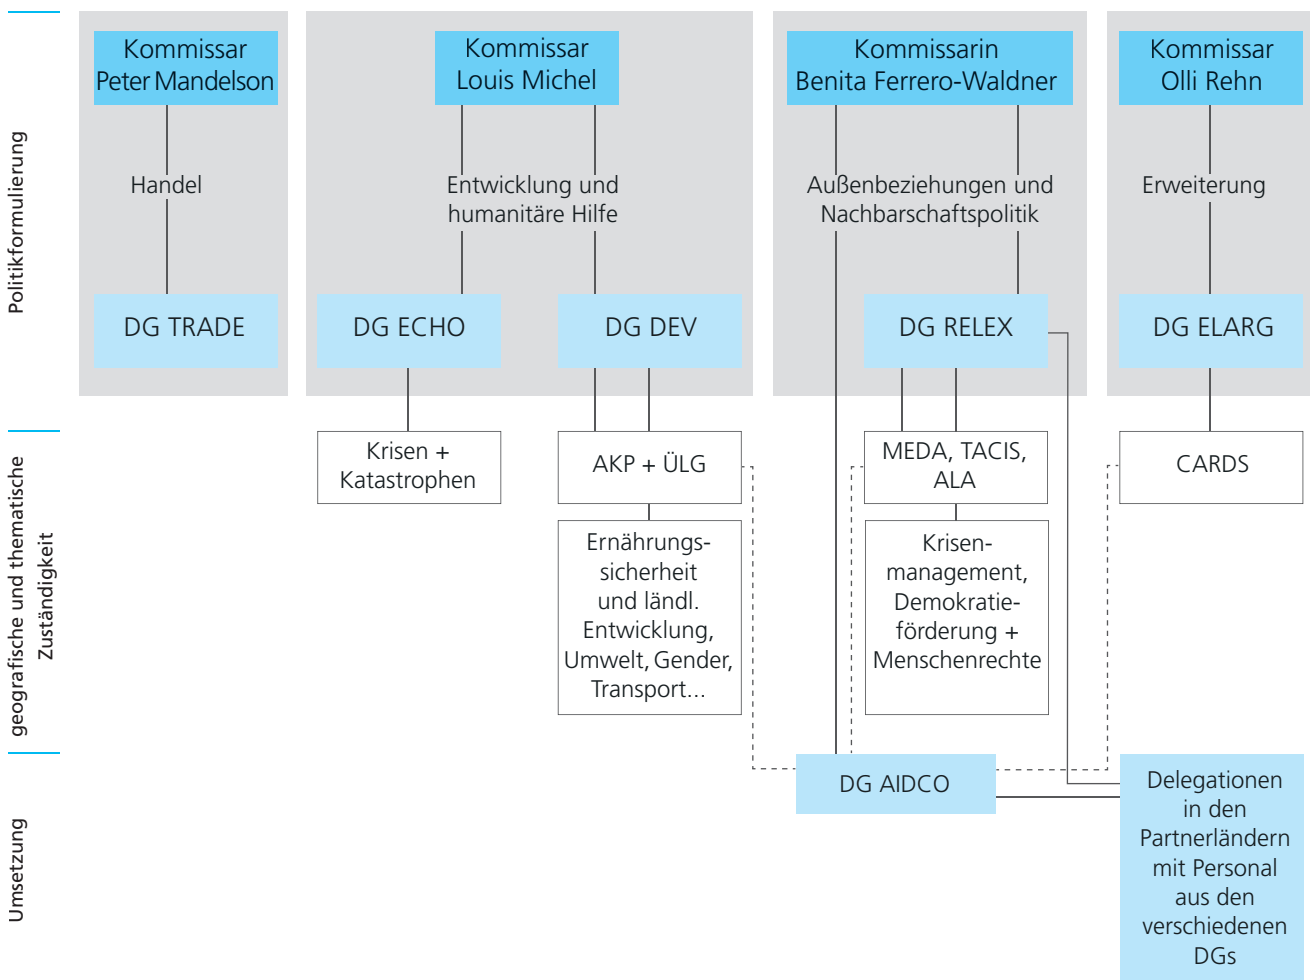 Politikformulierung
Kommissar
Peter Mandelson
Kommissar
Louis Michel
Kommissarin
Benita Ferrero-Waldner
Kommissar
Olli Rehn
Handel
Entwicklung und
humanitäre Hilfe
Außenbeziehungen und
Nachbarschaftspolitik
Erweiterung
DG TRADE
DG ECHO
DG DEV
DG RELEX
DG ELARG
geografische und thematische
Zuständigkeit
Krisen +
Katastrophen
AKP + ÜLG
MEDA, TACIS,
ALA
CARDS
Ernährungs-
sicherheit
und ländl.
Entwicklung,
Umwelt, Gender,
Transport...
Krisen-
management,
Demokratie-
förderung +
Menschenrechte
Umsetzung
DG AIDCO
Delegationen
in den
Partnerländern
mit Personal
aus den
verschiedenen
DGs